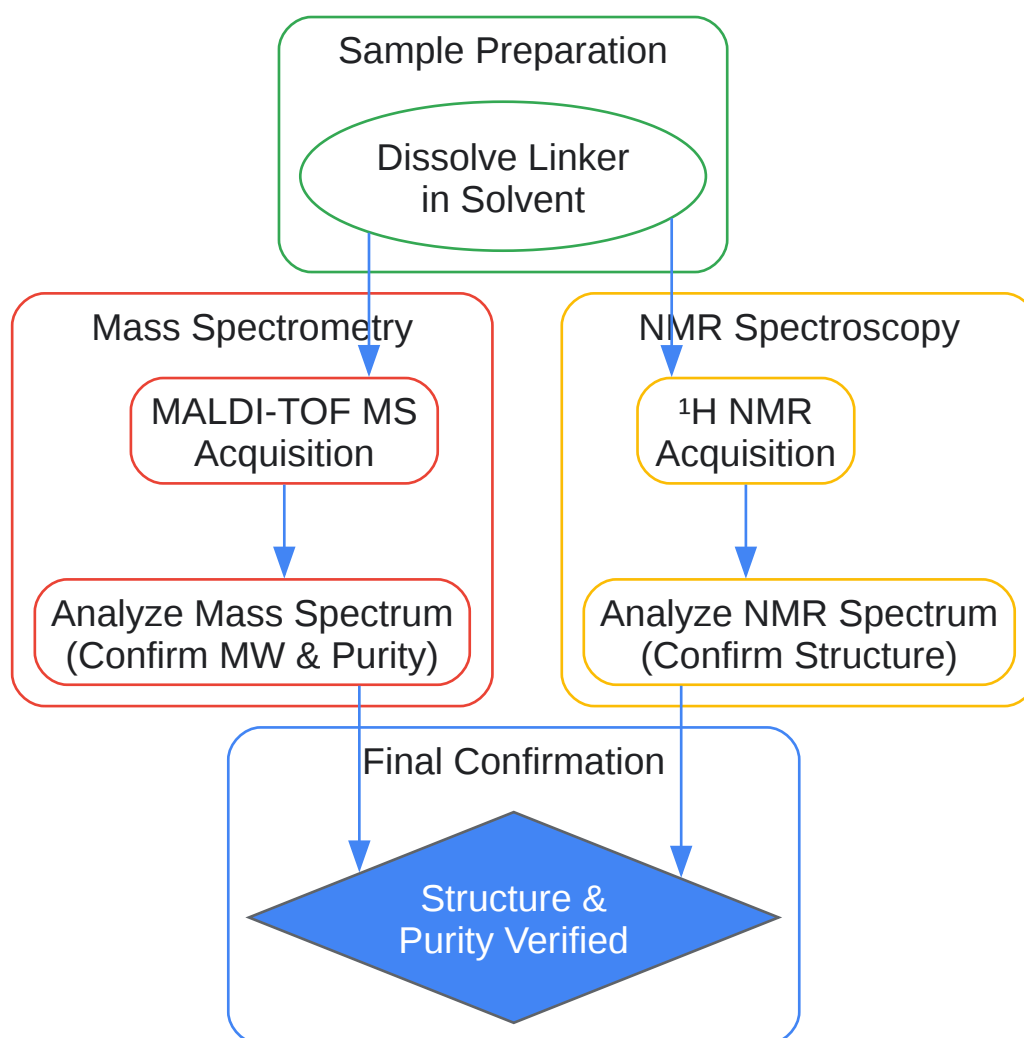 Sample Preparation
Dissolve Linker
in Solvent
Mass Spectrometry
MALDI-TOF MS
Acquisition
Analyze Mass Spectrum
(Confirm MW & Purity)
NMR Spectroscopy
¹H NMR
Acquisition
Analyze NMR Spectrum
(Confirm Structure)
Final Confirmation
Structure &
Purity Verified